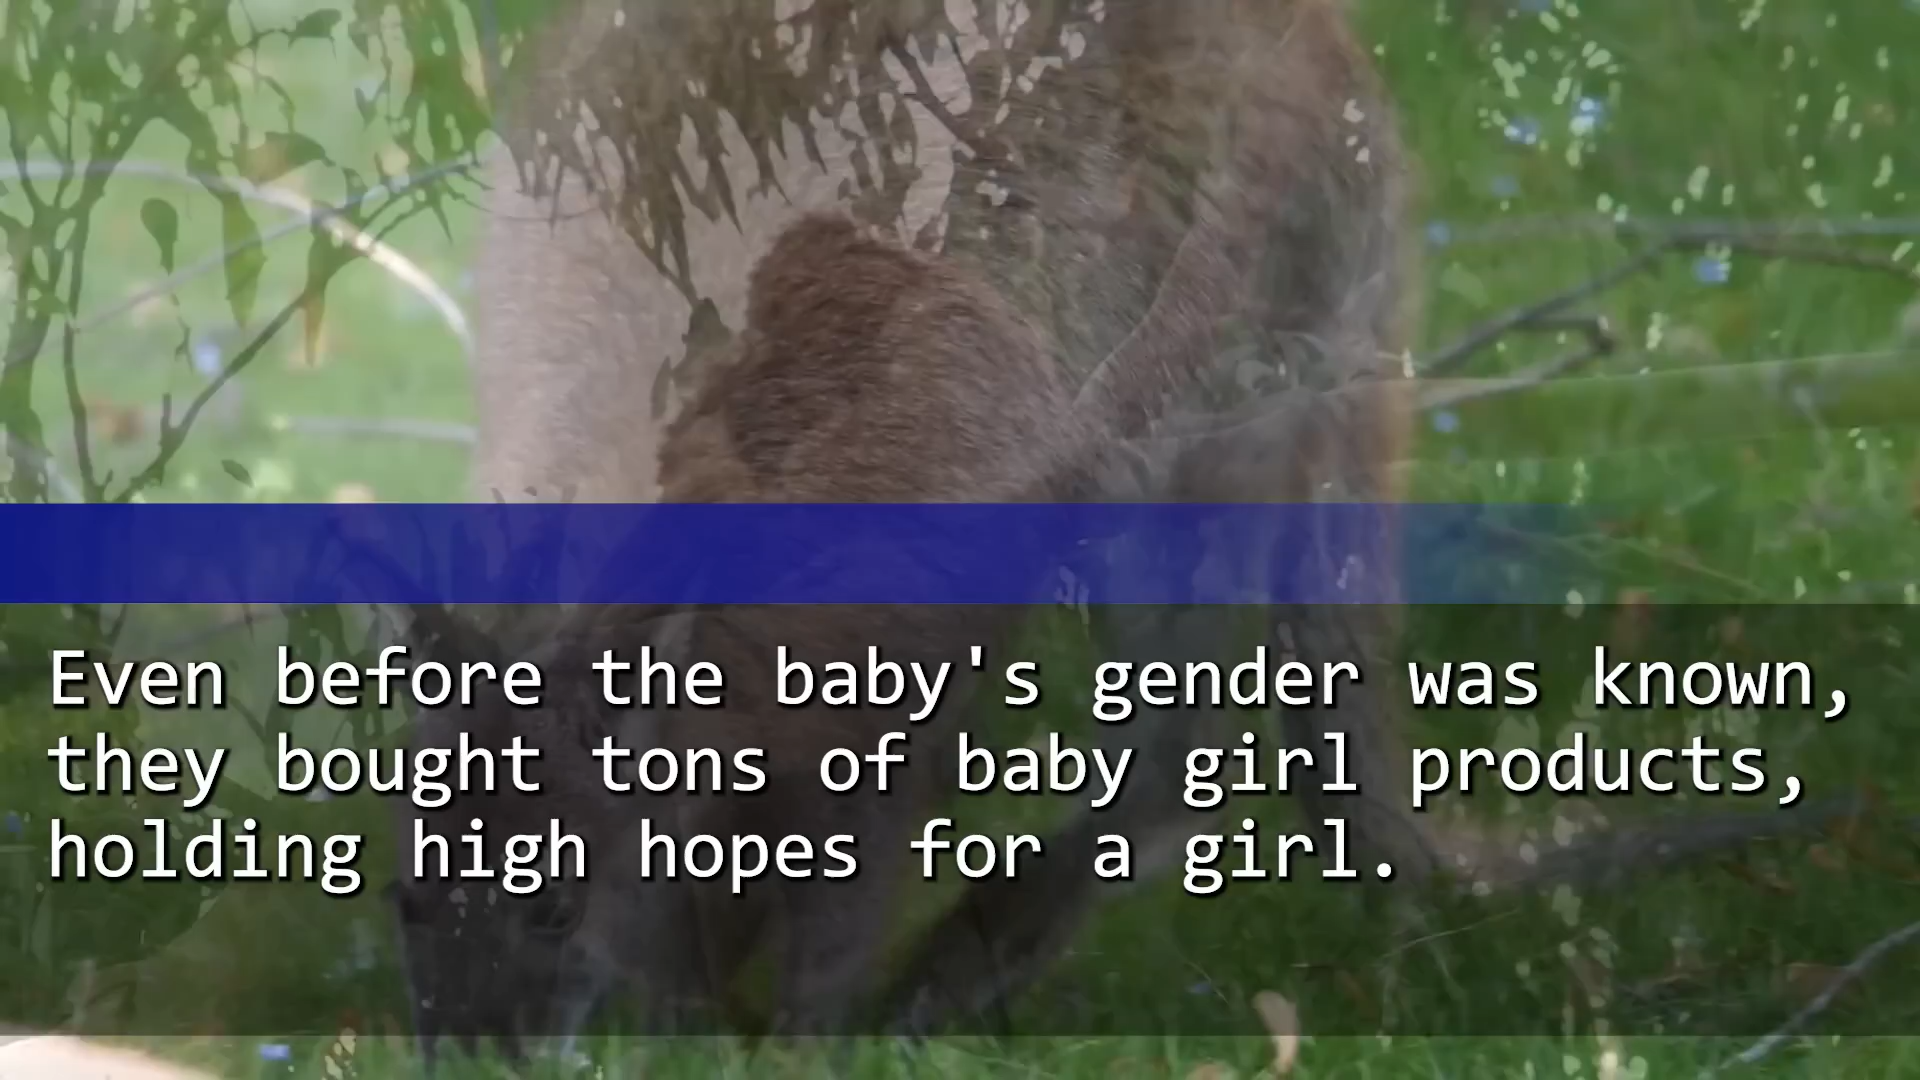 Even before the baby's gender was known,
they bought tons of baby girl products,
holding high hopes for a girl.